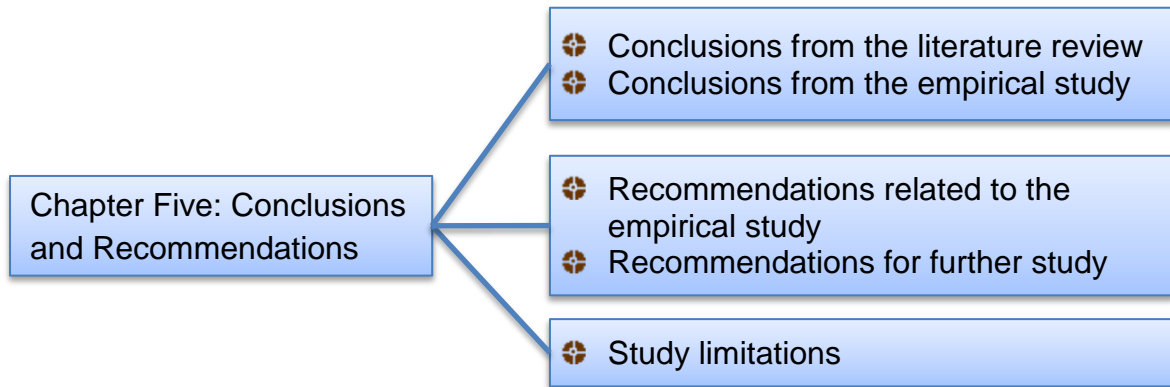 Conclusions from the literature review
Conclusions from the empirical study
Chapter Five: Conclusions
and Recommendations
Recommendations related to the
empirical study
Recommendations for further study
Study limitations